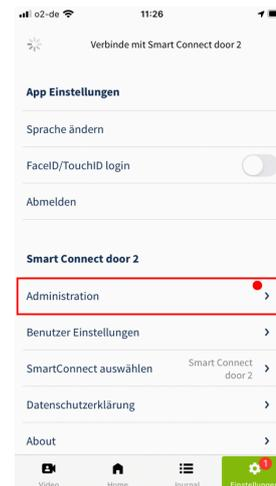 o2-de 11:26
Verbinde mit Smart Connect door 2
App Einstellungen
Sprache ändern
FaceID/TouchID login
Abmelden
Smart Connect door 2
Administration
Benutzer Einstellungen
SmartConnect auswählen Smart Connect
door 2
Datenschutzerklärung
About
1
Video Home Journal Einstellungen